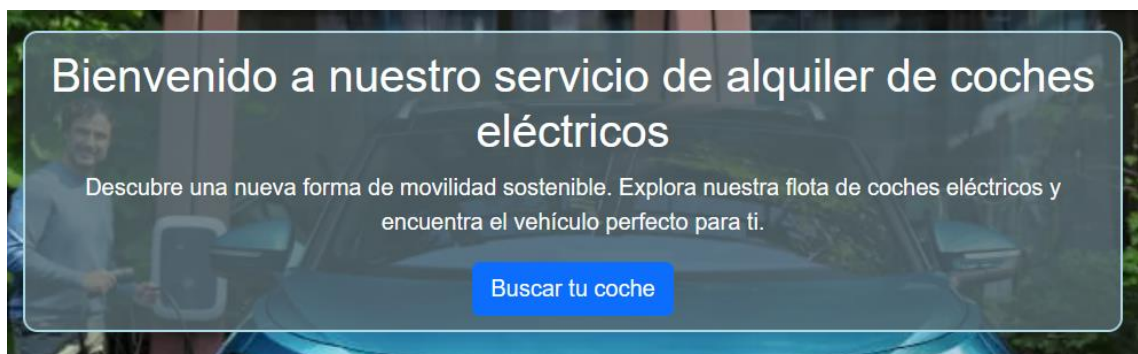 Bienvenido a nuestro servicio de alquiler de coches
eléctricos
Descubre una nueva forma de movilidad sostenible. Explora nuestra flota de coches eléctricos y
encuentra el vehículo perfecto para ti.
Buscar tu coche